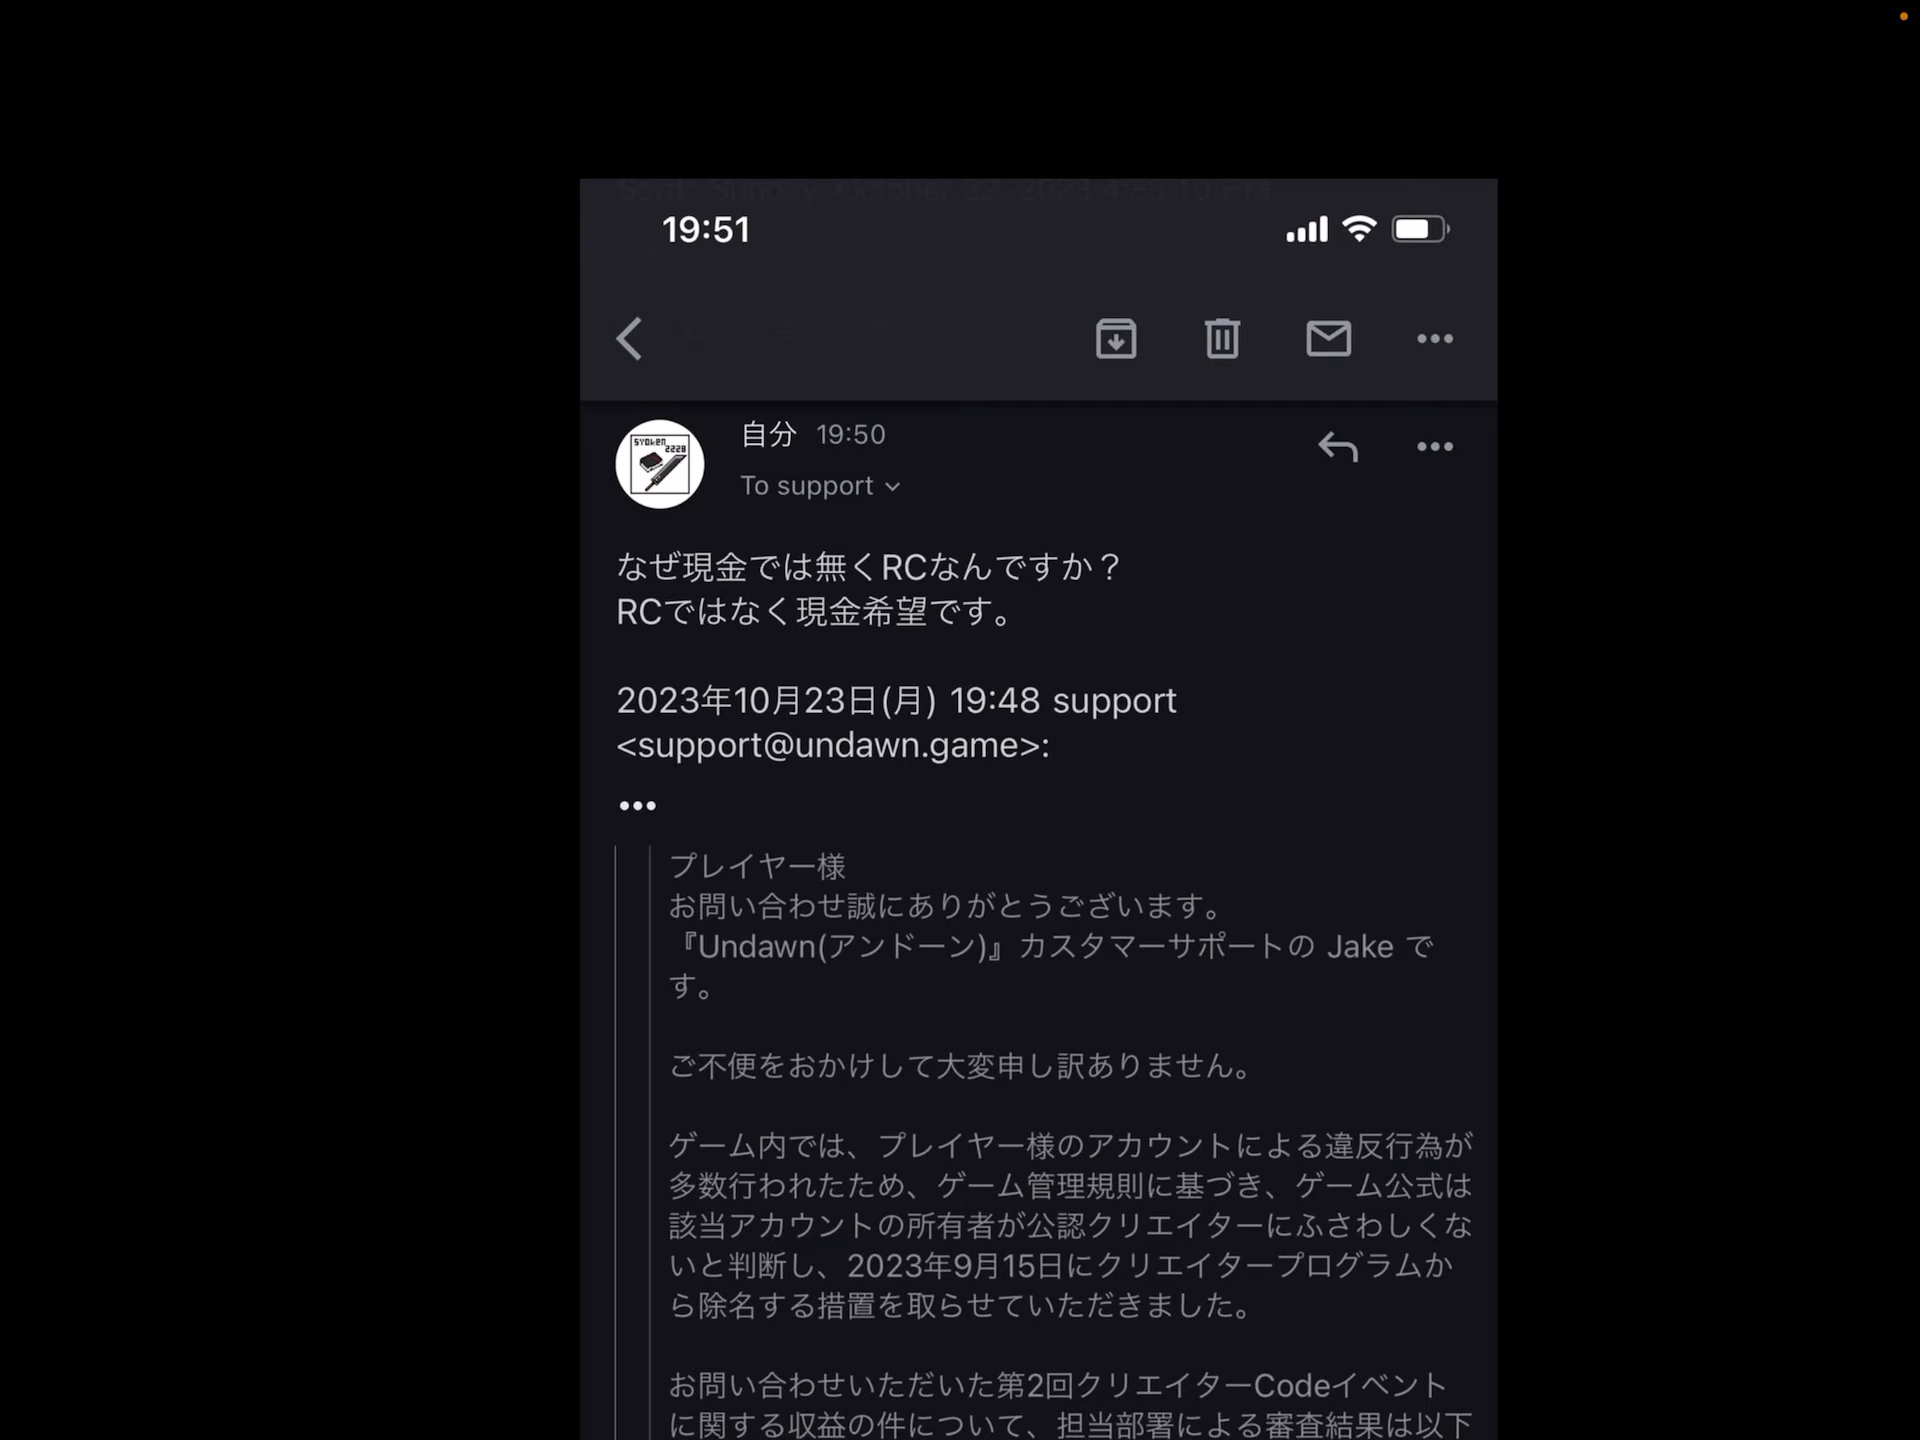 19:51
SYOKEN
2228
自分 19:50
To support
なぜ現金では無くRCなんですか？
RCではなく現金希望です。
2023年10月23日(月) 19:48 support
<support@undawn.game>:
プレイヤー様
お問い合わせ誠にありがとうございます。
『Undawn(アンドーン)』カスタマーサポートの Jake で
す。
ご不便をおかけして大変申し訳ありません。
ゲーム内では、プレイヤー様のアカウントによる違反行為が
多数行われたため、ゲーム管理規則に基づき、ゲーム公式は
該当アカウントの所有者が公認クリエイターにふさわしくな
いと判断し、2023年9月15日にクリエイタープログラムか
ら除名する措置を取らせていただきました。
お問い合わせいただいた第2回クリエイターCodeイベント
に関する収益の件について、担当部署による審査結果は以下